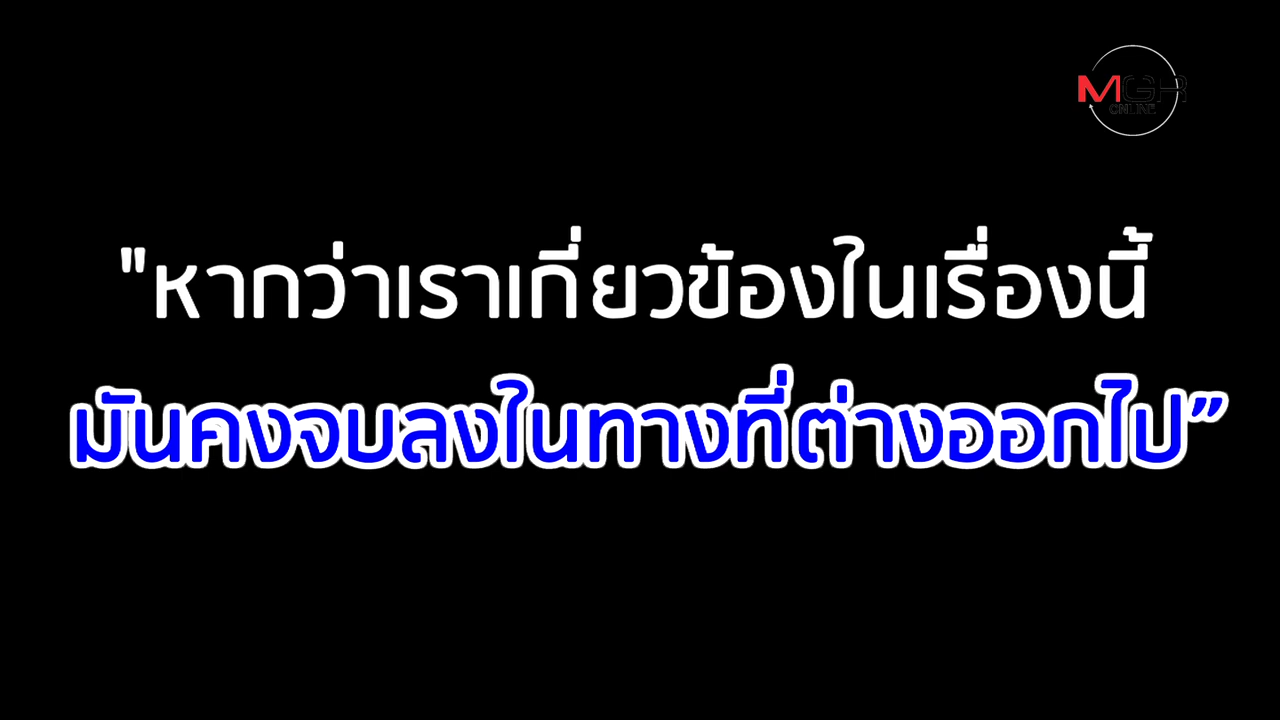 MGR
ONLINE
"หากว่าเราเกี่ยวข้องในเรื่องนี้
มันคงจบลงในทางที่ต่างออกไป”